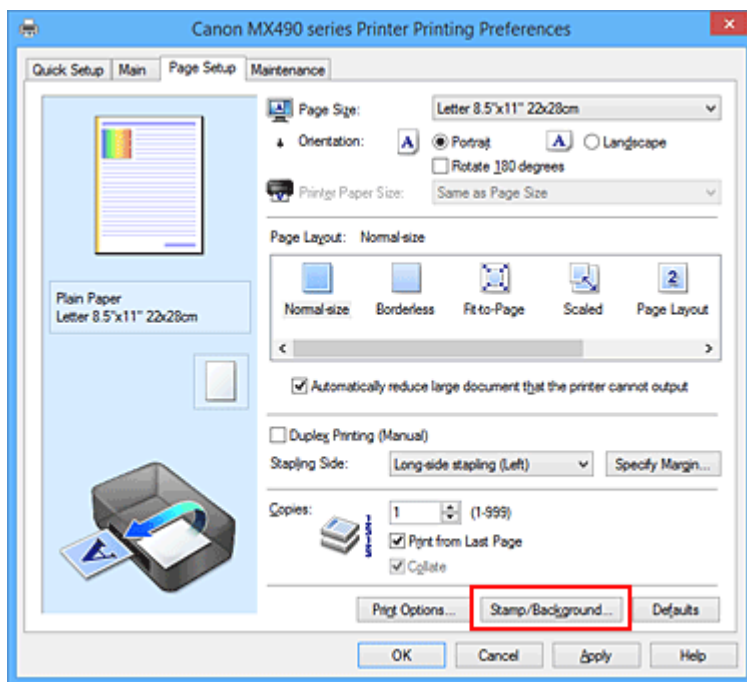 Canon MX490 series Printer Printing Preferences
Quick Setup Main Page Setup Maintenance
Page Size: Letter 8.5"x11" 22x28cm
Orientation: A Portrait A Landscape
Rotate 180 degrees
Printer Paper Size: Same as Page Size
Page Layout: Normal-size
2
Normal-size Borderless Fit-to-Page Scaled Page Layout
Plain Paper
Letter 8.5"x11" 22x28cm
Automatically reduce large document that the printer cannot output
Duplex Printing (Manual)
Stapling Side: Long-side stapling (Left) Specify Margin...
Copies: 1 (1-999)
Print from Last Page
Collate
A
Print Options... Stamp/Background... Defaults
OK Cancel Apply Help